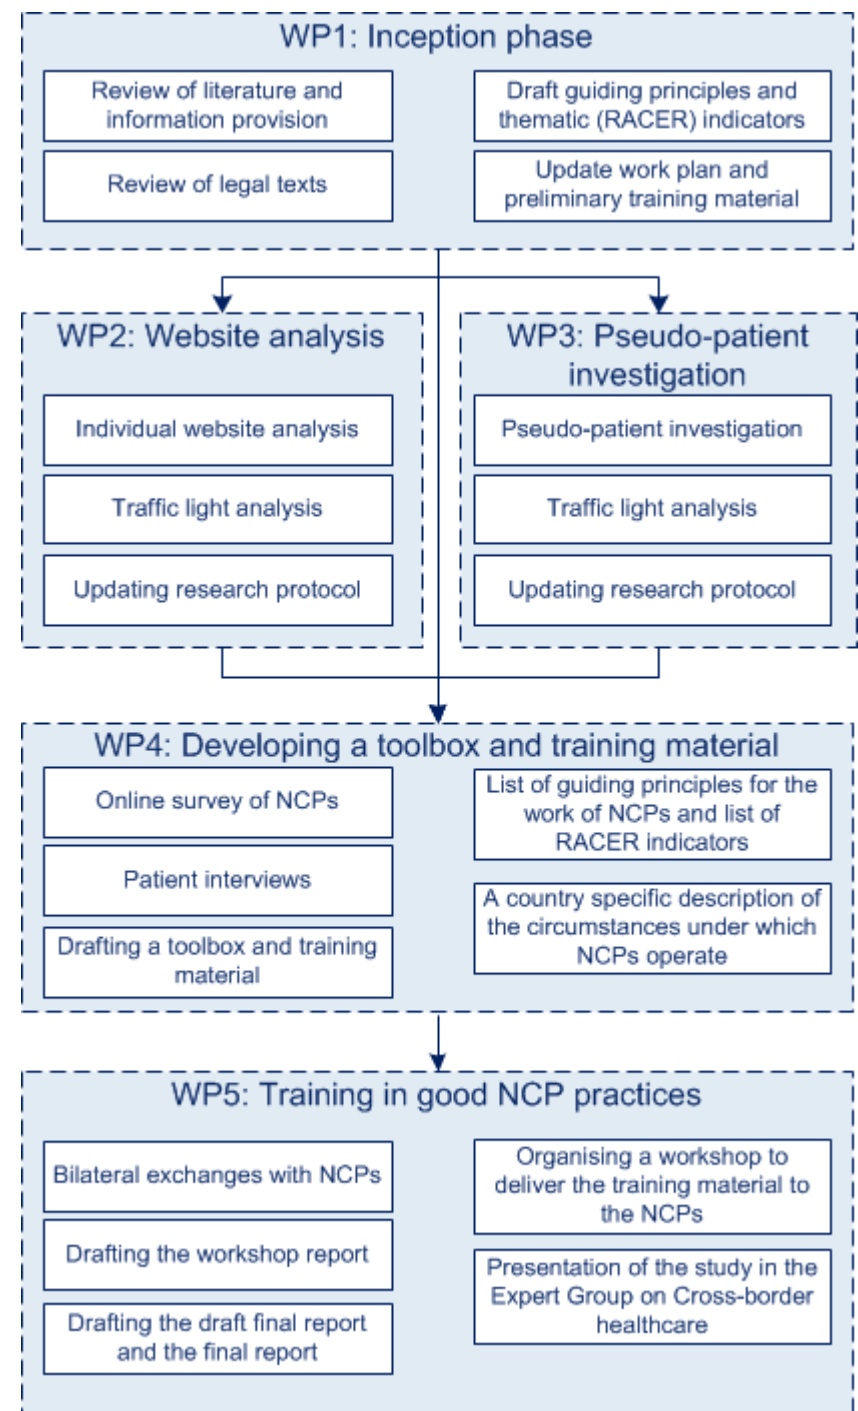 WP1: Inception phase
Review of literature and
information provision
Review of legal texts
Draft guiding principles and
thematic (RACER) indicators
Update work plan and
preliminary training material
WP2: Website analysis
Individual website analysis
Traffic light analysis
Updating research protocol
WP3: Pseudo-patient
investigation
Pseudo-patient investigation
Traffic light analysis
Updating research protocol
WP4: Developing a toolbox and training material
Online survey of NCPs
Patient interviews
Drafting a toolbox and training
material
List of guiding principles for the
work of NCPs and list of
RACER indicators
A country specific description of
the circumstances under which
NCPs operate
WP5: Training in good NCP practices
Bilateral exchanges with NCPs
Drafting the workshop report
Drafting the draft final report
and the final report
Organising a workshop to
deliver the training material to
the NCPs
Presentation of the study in the
Expert Group on Cross-border
healthcare